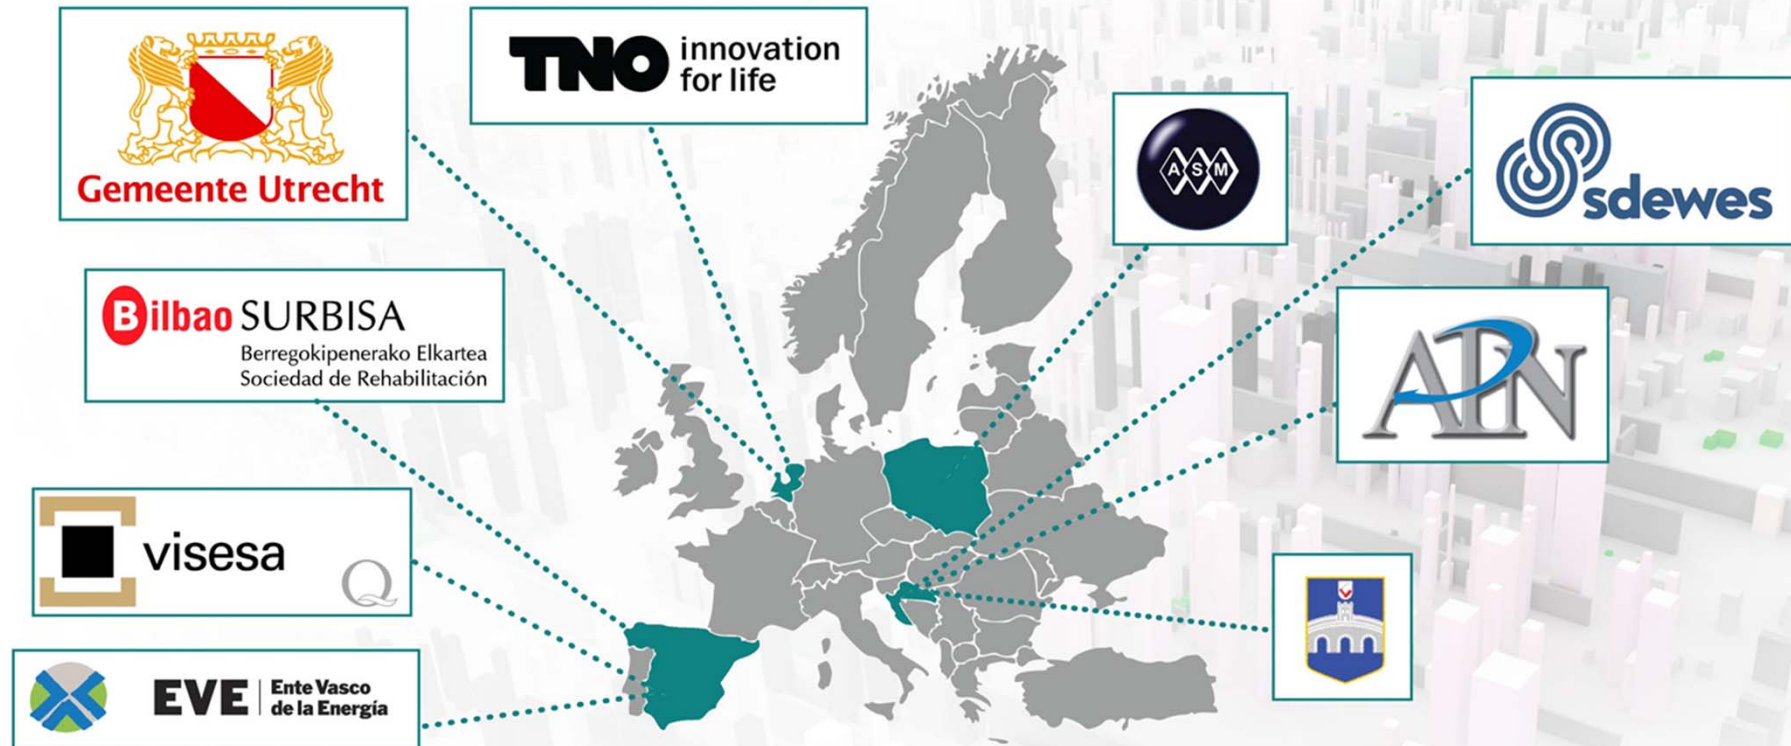 Gemeente Utrecht
TNO innovation
for life
ASM
sdewes
Bilbao SURBISA
Berregokipenerako Elkartea
Sociedad de Rehabilitación
APN
visesa
Q
EVE Ente Vasco
de la Energía